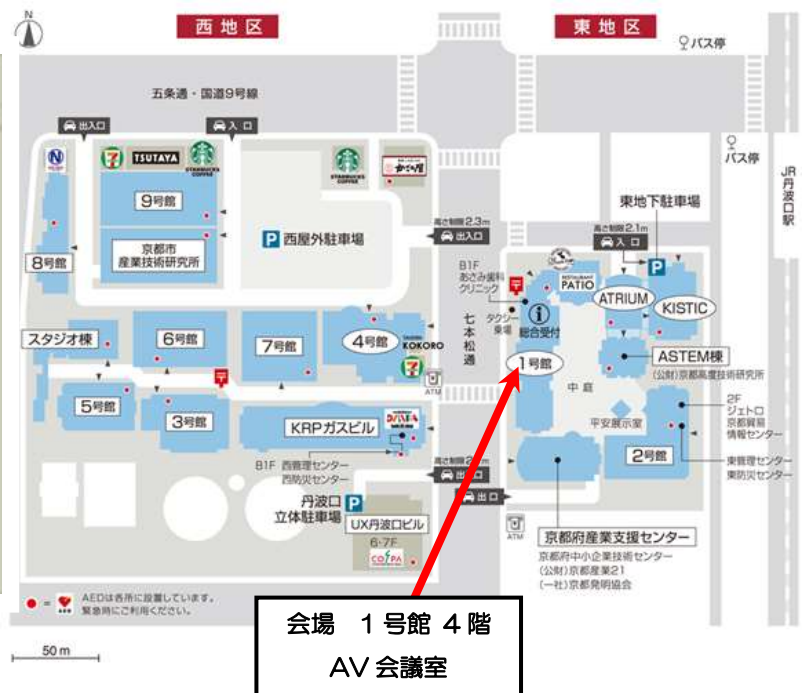 N
西地区
東地区
バス停
五条通・国道9号線
出入口
入口
バス停
JR丹波口駅
N
7
TSUTAYA
STARBUCKS COFFEE
STARBUCKS COFFEE
かごの屋
9号館
京都市
産業技術研究所
8号館
P 西屋外駐車場
高さ制限2.3m
出入口
東地下駐車場
高さ制限2.1m
入口
P
B1F
あさみ歯科
クリニック
RESTAURANT
PATIO
ATRIUM
KISTIC
タクシー
乗場
i
総合受付
七本松通
スタジオ棟
6号館
7号館
4号館
KOKORO
7
ATM
1号館
ASTEM棟
(公財)京都高度技術研究所
中庭
5号館
3号館
KRPガスビル
B1F 西管理センター
西防災センター
平安展示室
2F
ジェトロ
京都貿易
情報センター
2号館
東管理センター
東防災センター
出口
出口
丹波口
立体駐車場
P
UX丹波口ビル
6・7F
COSPA
ATM
京都府産業支援センター
京都府中小企業技術センター
(公財)京都産業21
(一社)京都発明協会
= AED
AEDは各所に設置しています。
緊急時にご利用ください。
50 m
会場 1号館 4階
AV会議室